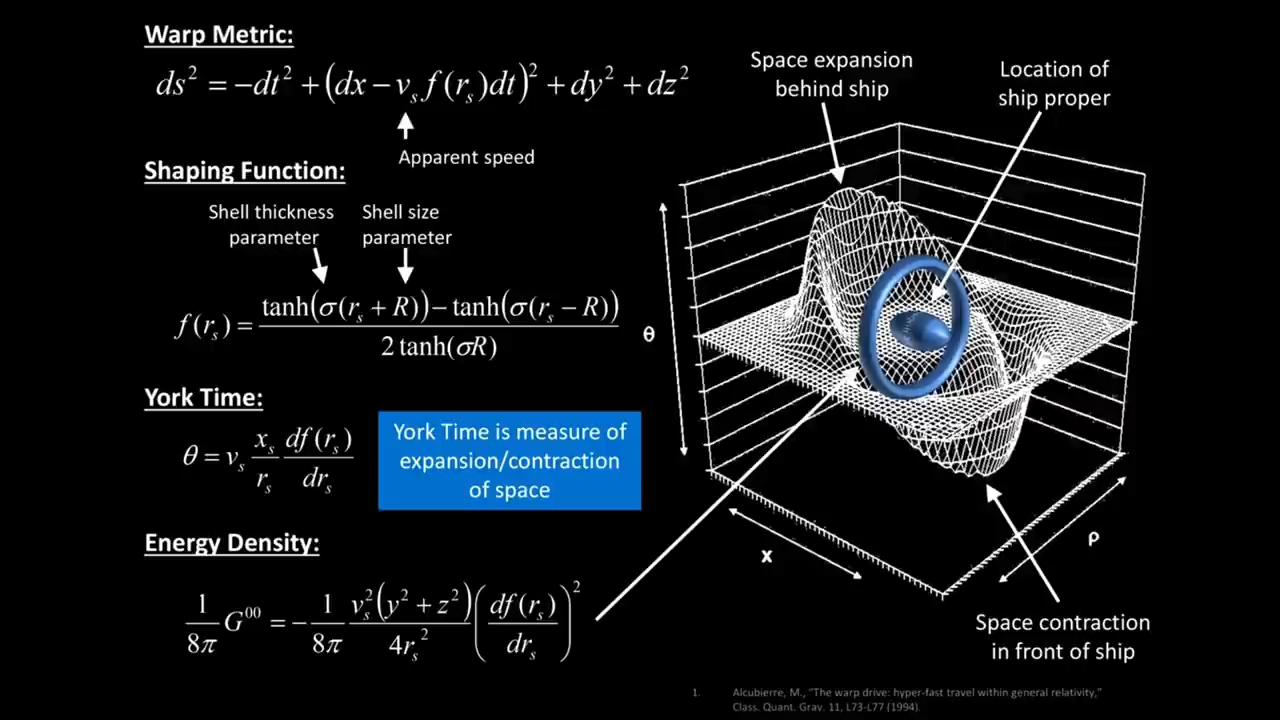 Warp Metric:
ds² = −dt² + (dx − vₛ f(rₛ)dt)² + dy² + dz²
Apparent speed
Shaping Function:
Shell thickness
parameter
Shell size
parameter
f(rₛ) = (tanh(σ(rₛ + R)) − tanh(σ(rₛ − R))) / (2 tanh(σR))
York Time:
θ = vₛ (xₛ / rₛ) (df(rₛ) / drₛ)
York Time is measure of
expansion/contraction
of space
Energy Density:
(1 / 8π) G⁰⁰ = −(1 / 8π) (vₛ²(y² + z²) / 4rₛ²) (df(rₛ) / drₛ)²
Space expansion
behind ship
Location of
ship proper
θ
x
ρ
Space contraction
in front of ship
1. Alcubierre, M., "The warp drive: hyper-fast travel within general relativity,"
Class. Quant. Grav. 11, L73-L77 (1994).